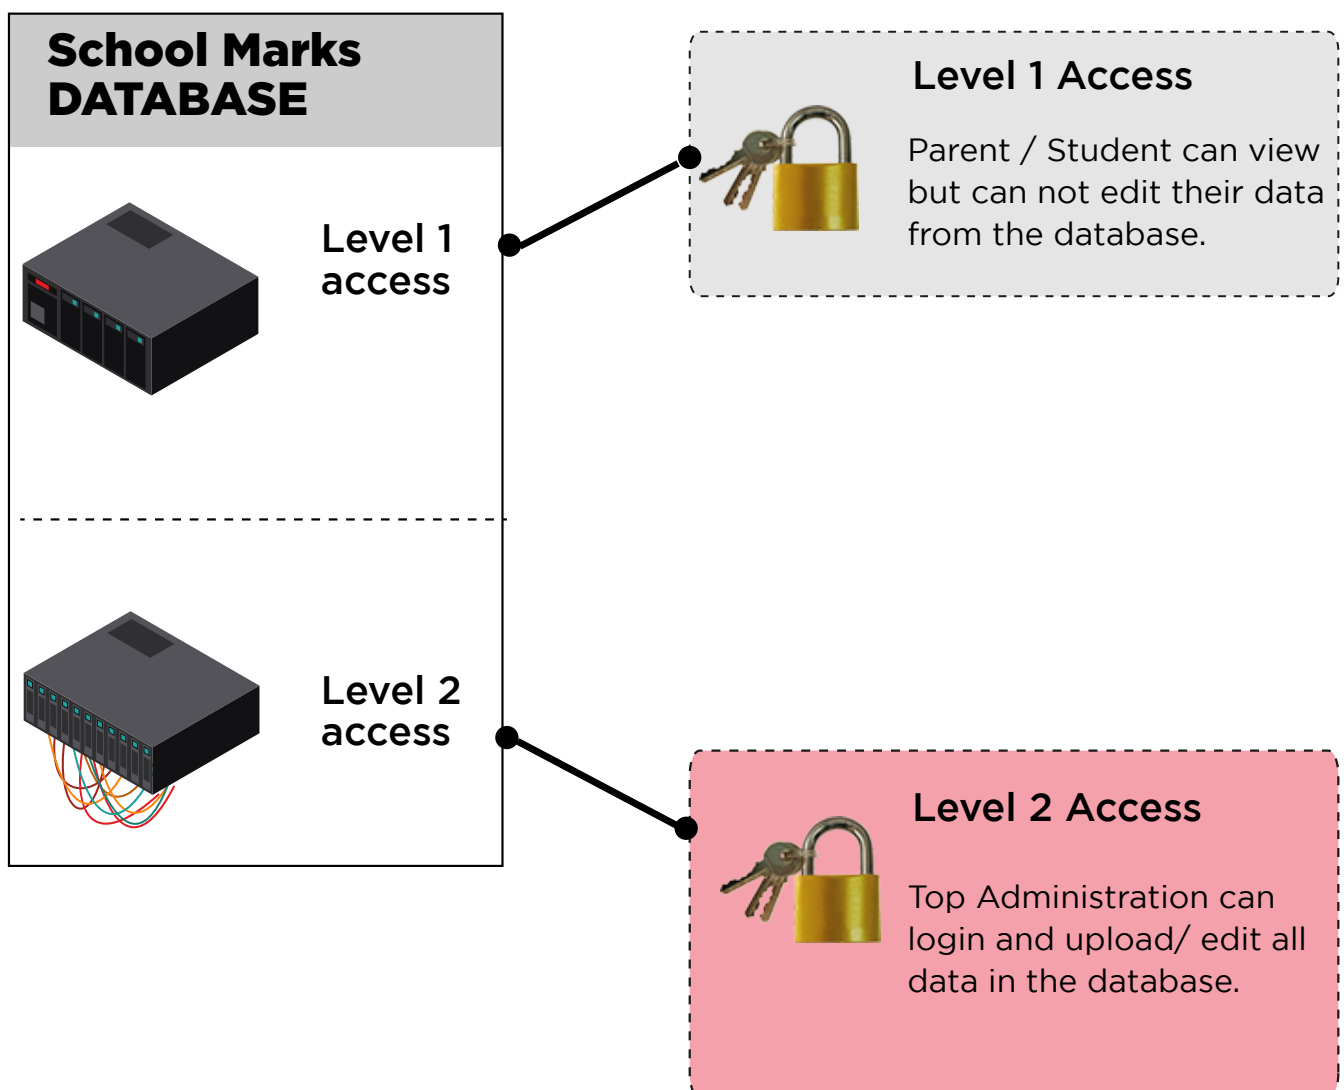 School Marks
DATABASE
Level 1
access
Level 1 Access
Parent / Student can view
but can not edit their data
from the database.
Level 2
access
Level 2 Access
Top Administration can
login and upload/ edit all
data in the database.